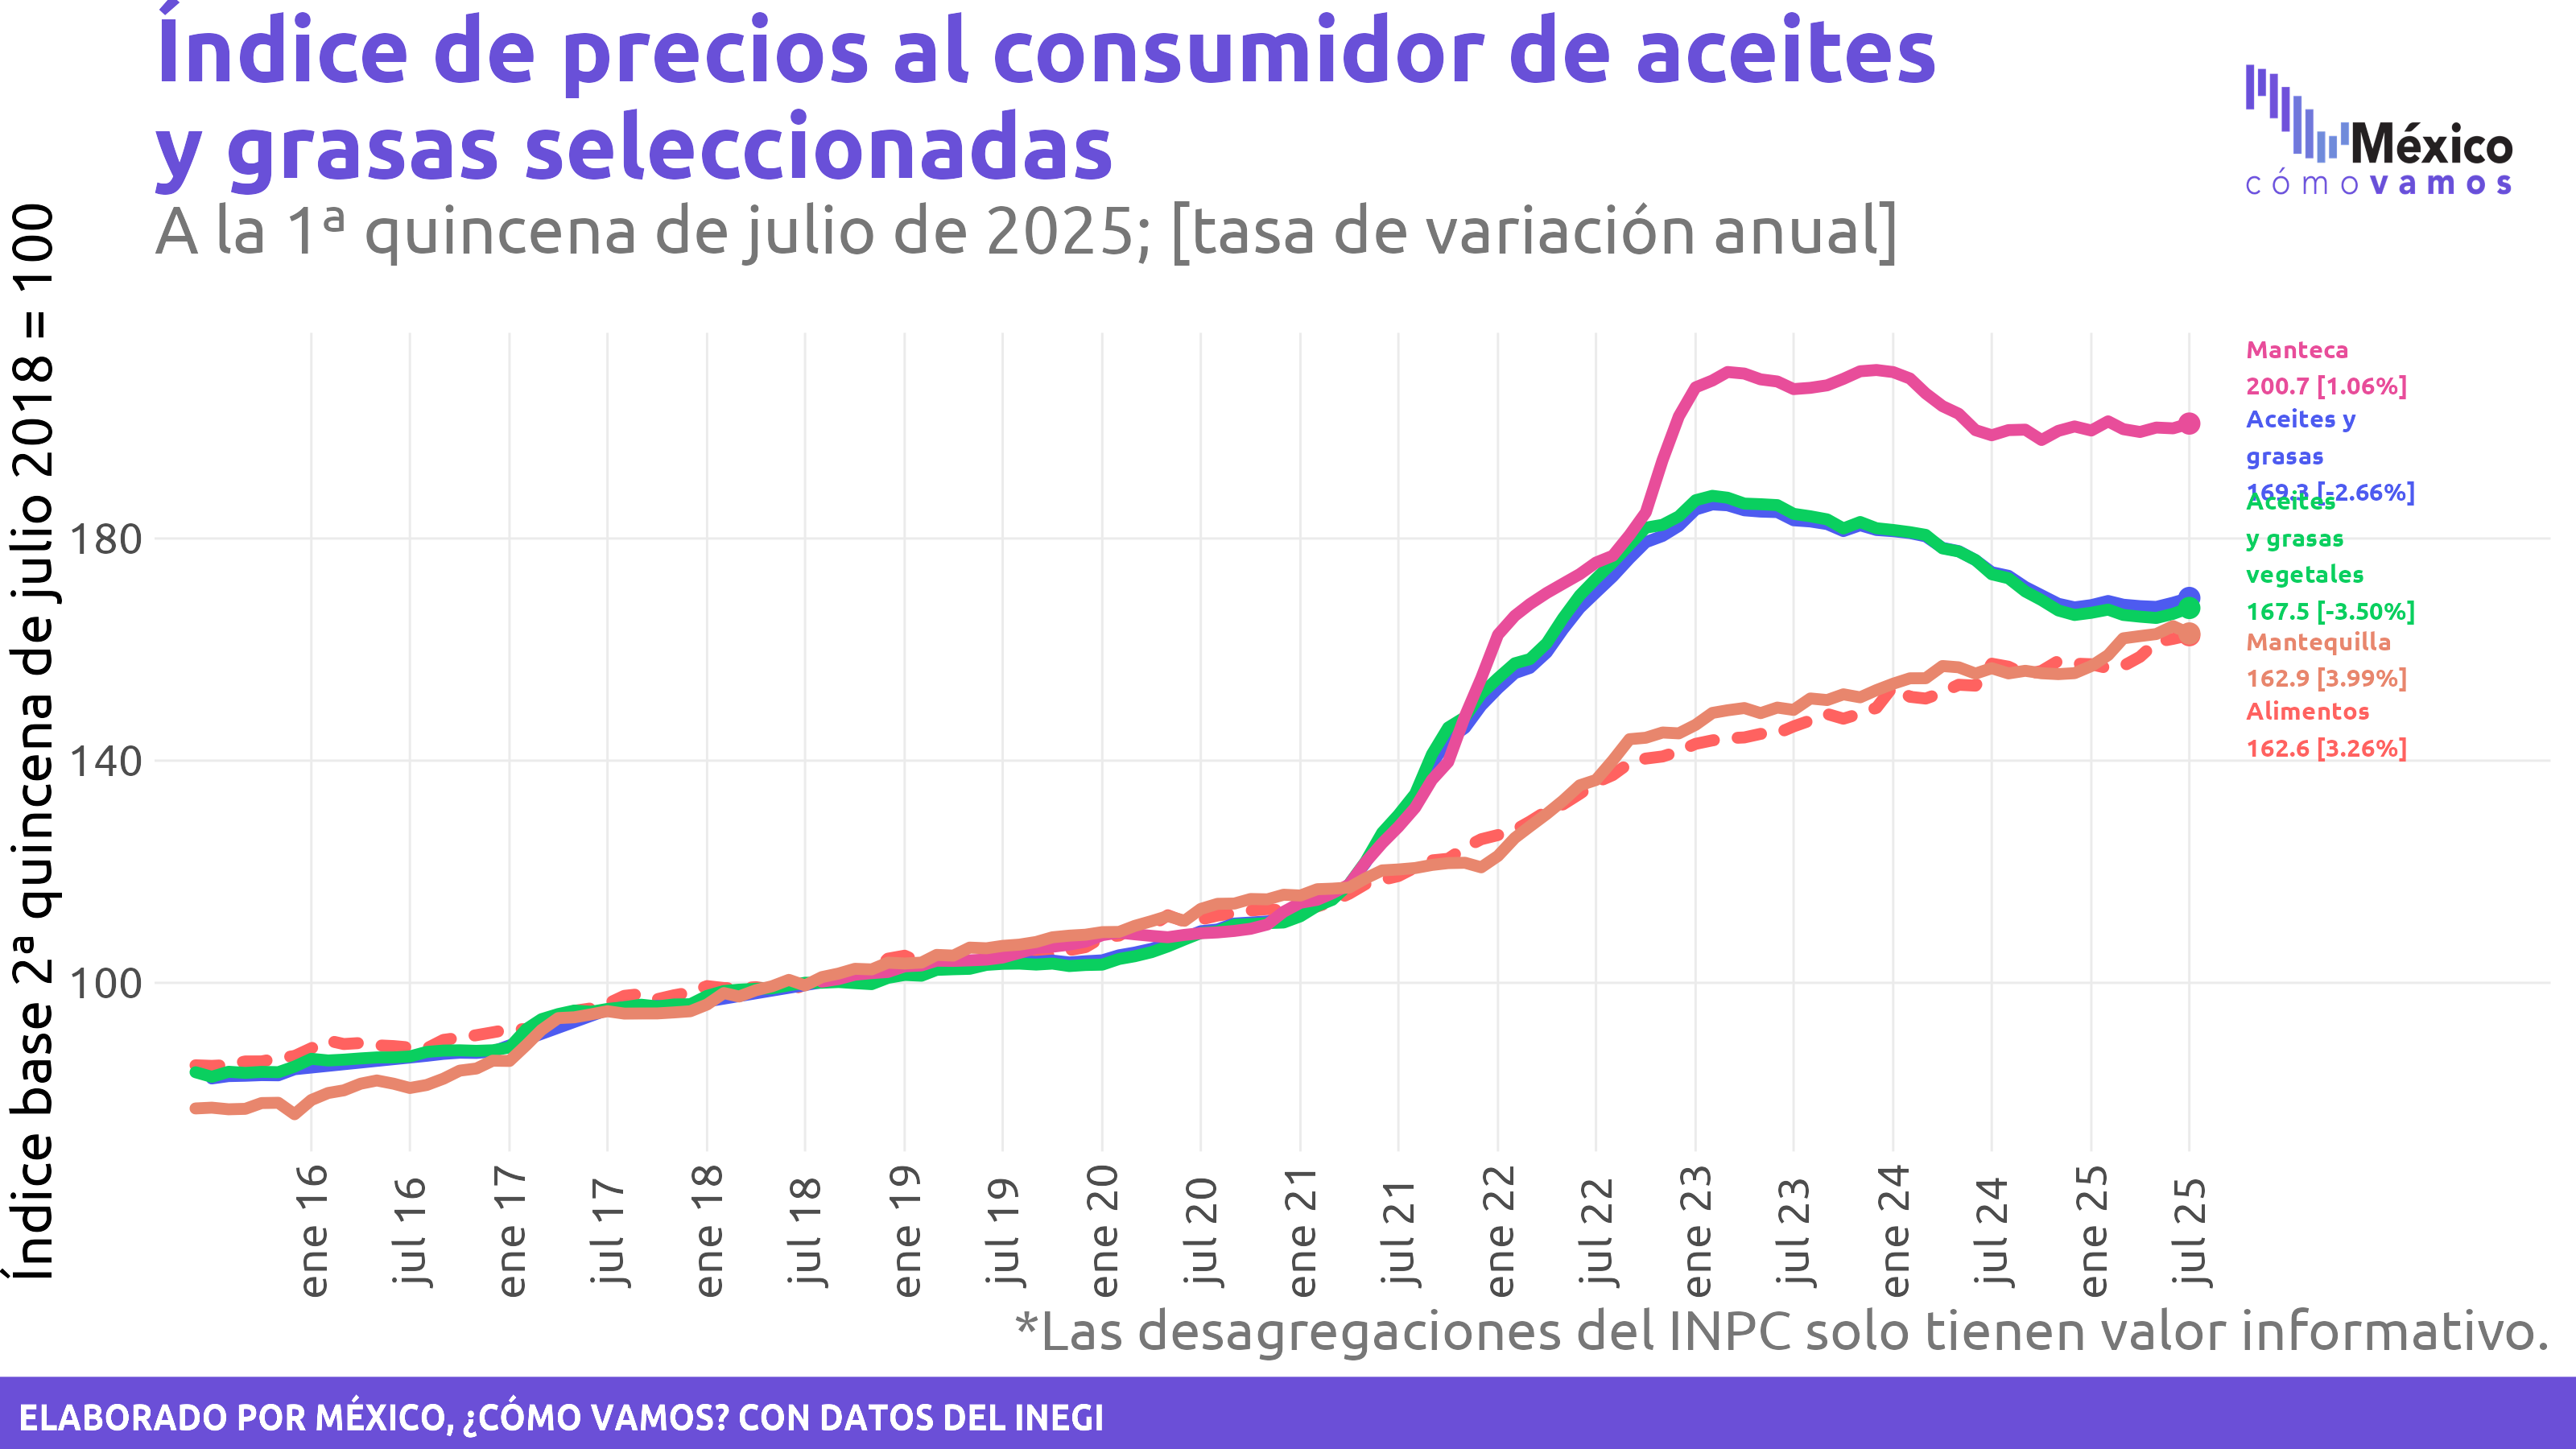 Índice de precios al consumidor de aceites
y grasas seleccionadas
A la 1ª quincena de julio de 2025; [tasa de variación anual]
México
cómo vamos
Índice base 2ª quincena de julio 2018 = 100
180
140
100
Manteca
200.7 [1.06%]
Aceites y
grasas
169.3 [-2.66%]
Aceites
y grasas
vegetales
167.5 [-3.50%]
Mantequilla
162.9 [3.99%]
Alimentos
162.6 [3.26%]
ene 16
jul 16
ene 17
jul 17
ene 18
jul 18
ene 19
jul 19
ene 20
jul 20
ene 21
jul 21
ene 22
jul 22
ene 23
jul 23
ene 24
jul 24
ene 25
jul 25
*Las desagregaciones del INPC solo tienen valor informativo.
ELABORADO POR MÉXICO, ¿CÓMO VAMOS? CON DATOS DEL INEGI